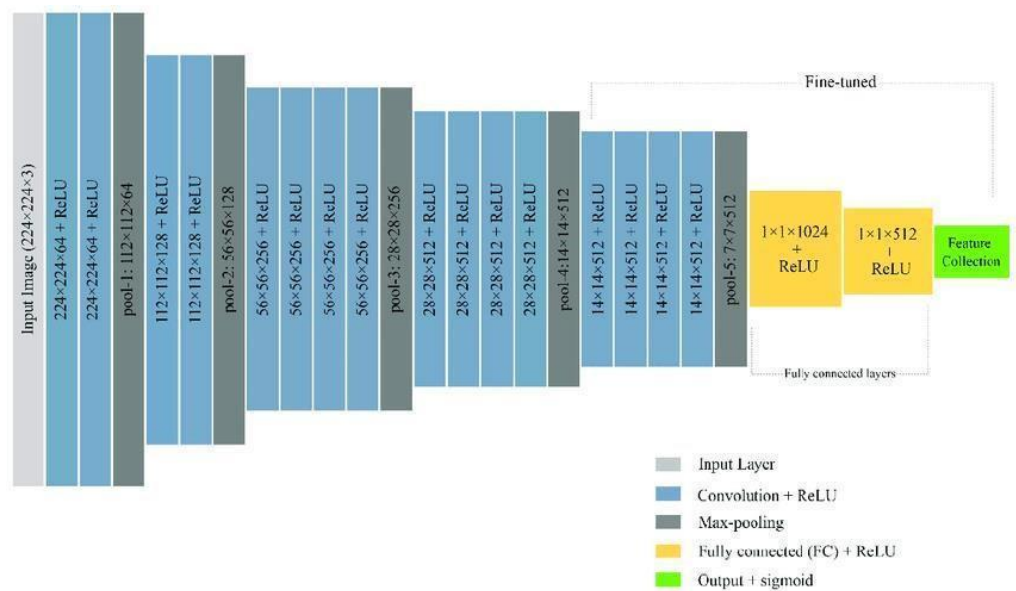 Input Image (224×224×3)
224×224×64 + ReLU
224×224×64 + ReLU
pool-1: 112×112×64
112×112×128 + ReLU
112×112×128 + ReLU
pool-2: 56×56×128
56×56×256 + ReLU
56×56×256 + ReLU
56×56×256 + ReLU
56×56×256 + ReLU
pool-3: 28×28×256
28×28×512 + ReLU
28×28×512 + ReLU
28×28×512 + ReLU
28×28×512 + ReLU
pool-4:14×14×512
14×14×512 + ReLU
14×14×512 + ReLU
14×14×512 + ReLU
14×14×512 + ReLU
pool-5: 7×7×512
Fine-tuned
1×1×1024
+
ReLU
1×1×512
+
ReLU
Feature
Collection
Fully connected layers
Input Layer
Convolution + ReLU
Max-pooling
Fully connected (FC) + ReLU
Output + sigmoid